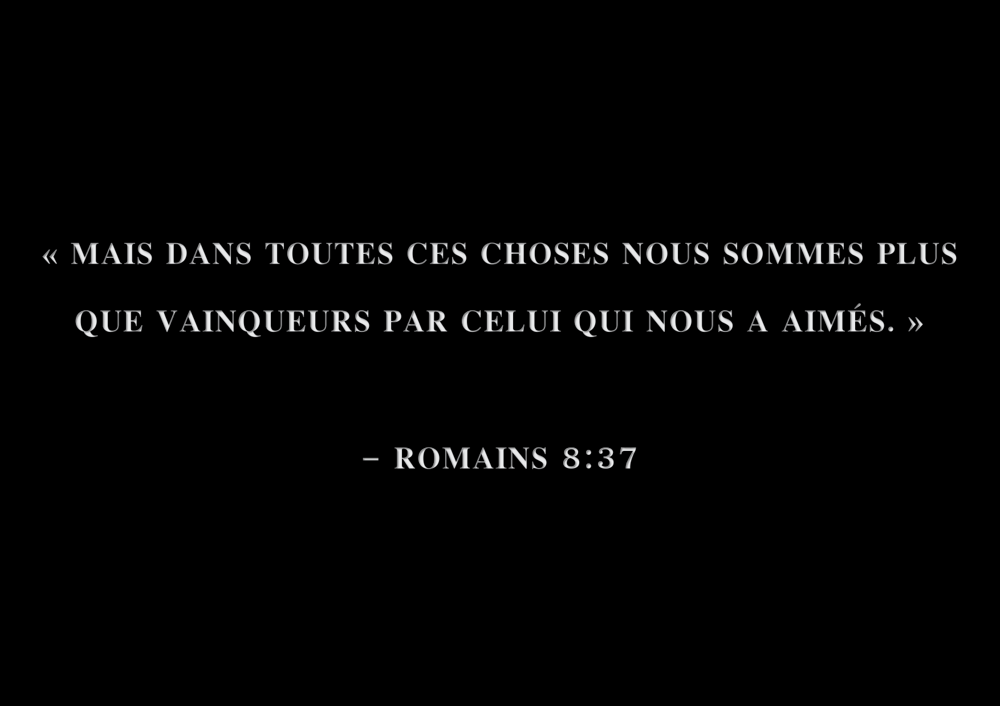 « MAIS DANS TOUTES CES CHOSES NOUS SOMMES PLUS
QUE VAINQUEURS PAR CELUI QUI NOUS A AIMÉS. »
– ROMAINS 8:37